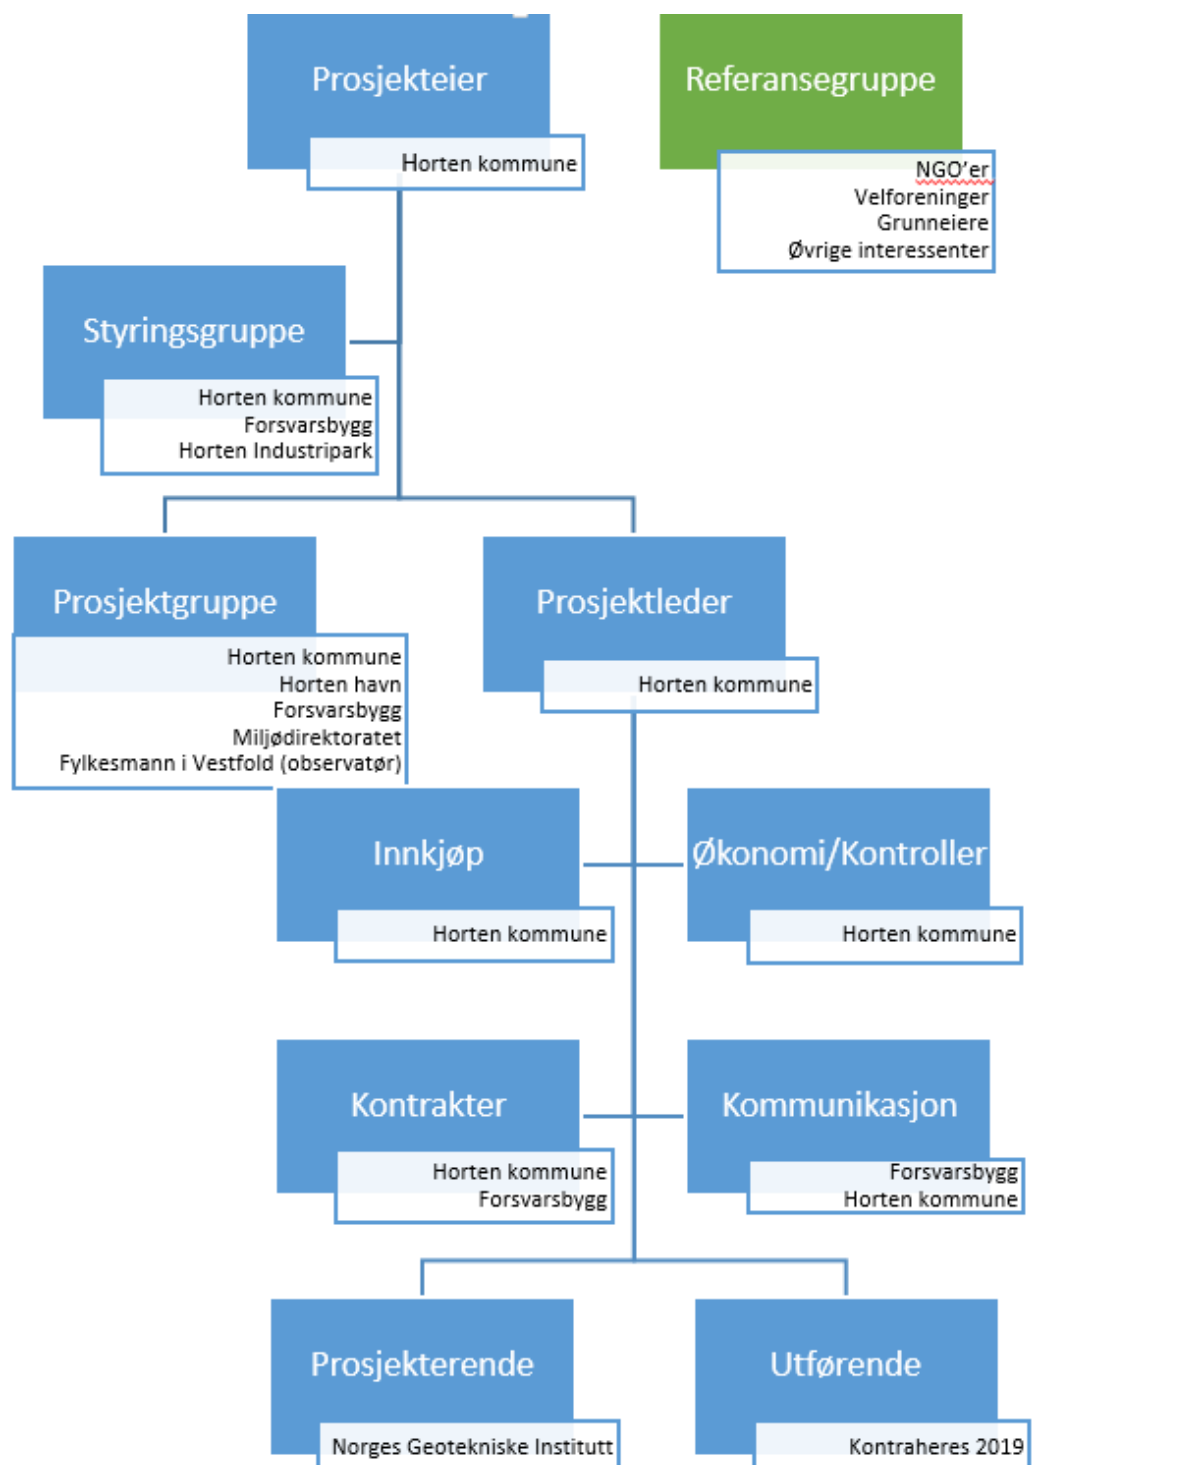 Prosjekteier
Horten kommune
Referansegruppe
NGO'er
Velforeninger
Grunneiere
Øvrige interessenter
Styringsgruppe
Horten kommune
Forsvarsbygg
Horten Industripark
Prosjektgruppe
Horten kommune
Horten havn
Forsvarsbygg
Miljødirektoratet
Fylkesmann i Vestfold (observatør)
Prosjektleder
Horten kommune
Innkjøp
Horten kommune
Økonomi/Kontroller
Horten kommune
Kontrakter
Horten kommune
Forsvarsbygg
Kommunikasjon
Forsvarsbygg
Horten kommune
Prosjekterende
Norges Geotekniske Institutt
Utførende
Kontraheres 2019